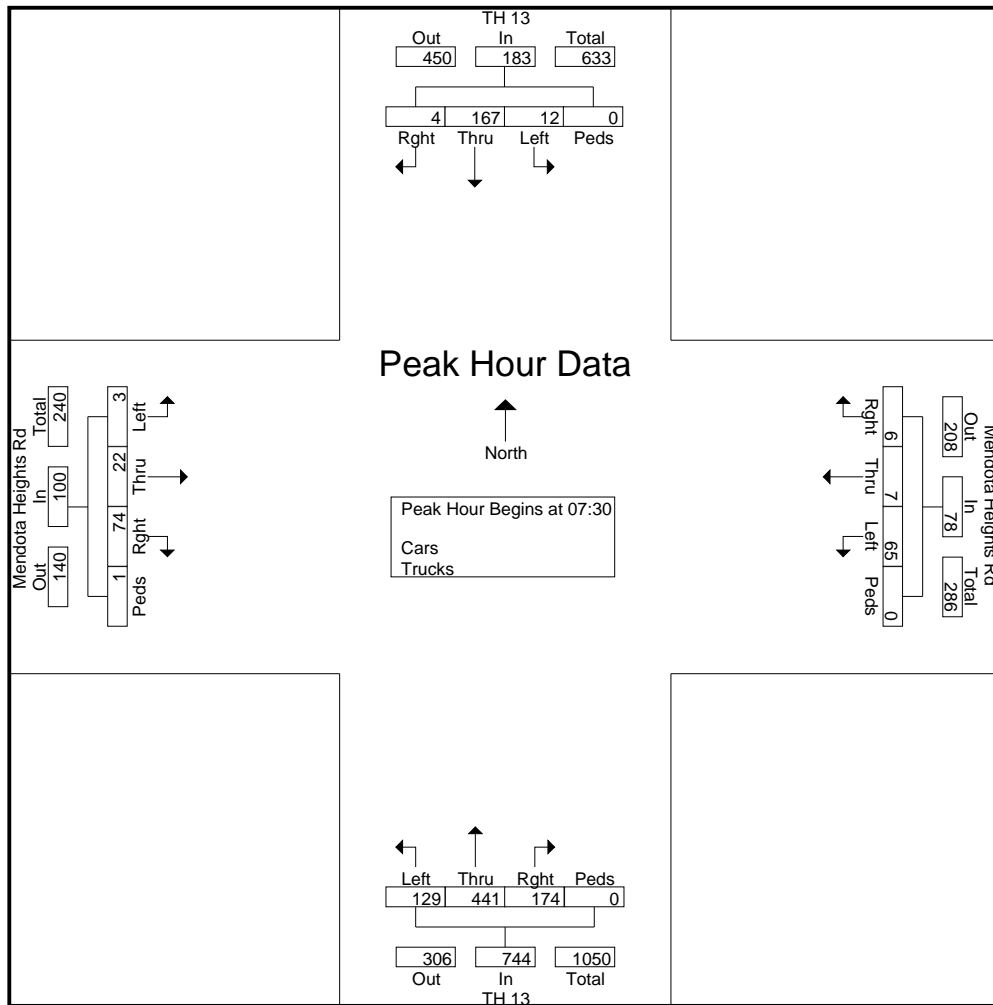 TH 13
Out In Total
450 183 633
4 167 12 0
Rght Thru Left Peds
Peak Hour Data
North
Peak Hour Begins at 07:30
Cars
Trucks
Mendota Heights Rd
Total In Out
240 100 140
3 22 74 1
Left Thru Rght Peds
Mendota Heights Rd
Out In Total
208 78 286
6 7 65 0
Rght Thru Left Peds
Left Thru Rght Peds
129 441 174 0
306 744 1050
Out In Total
TH 13